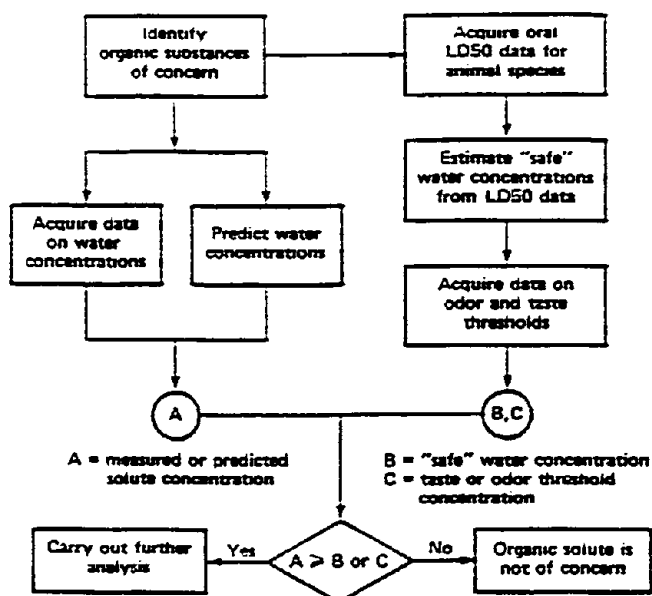 Identify
organic substances
of concern
Acquire oral
LD50 data for
animal species
Estimate "safe"
water concentrations
from LD50 data
Acquire data
on water
concentrations
Predict water
concentrations
Acquire data on
odor and taste
thresholds
A
B,C
A = measured or predicted
solute concentration
B = "safe" water concentration
C = taste or odor threshold
concentration
Carry out further
analysis
Yes
A ⩾ B or C
No
Organic solute is
not of concern